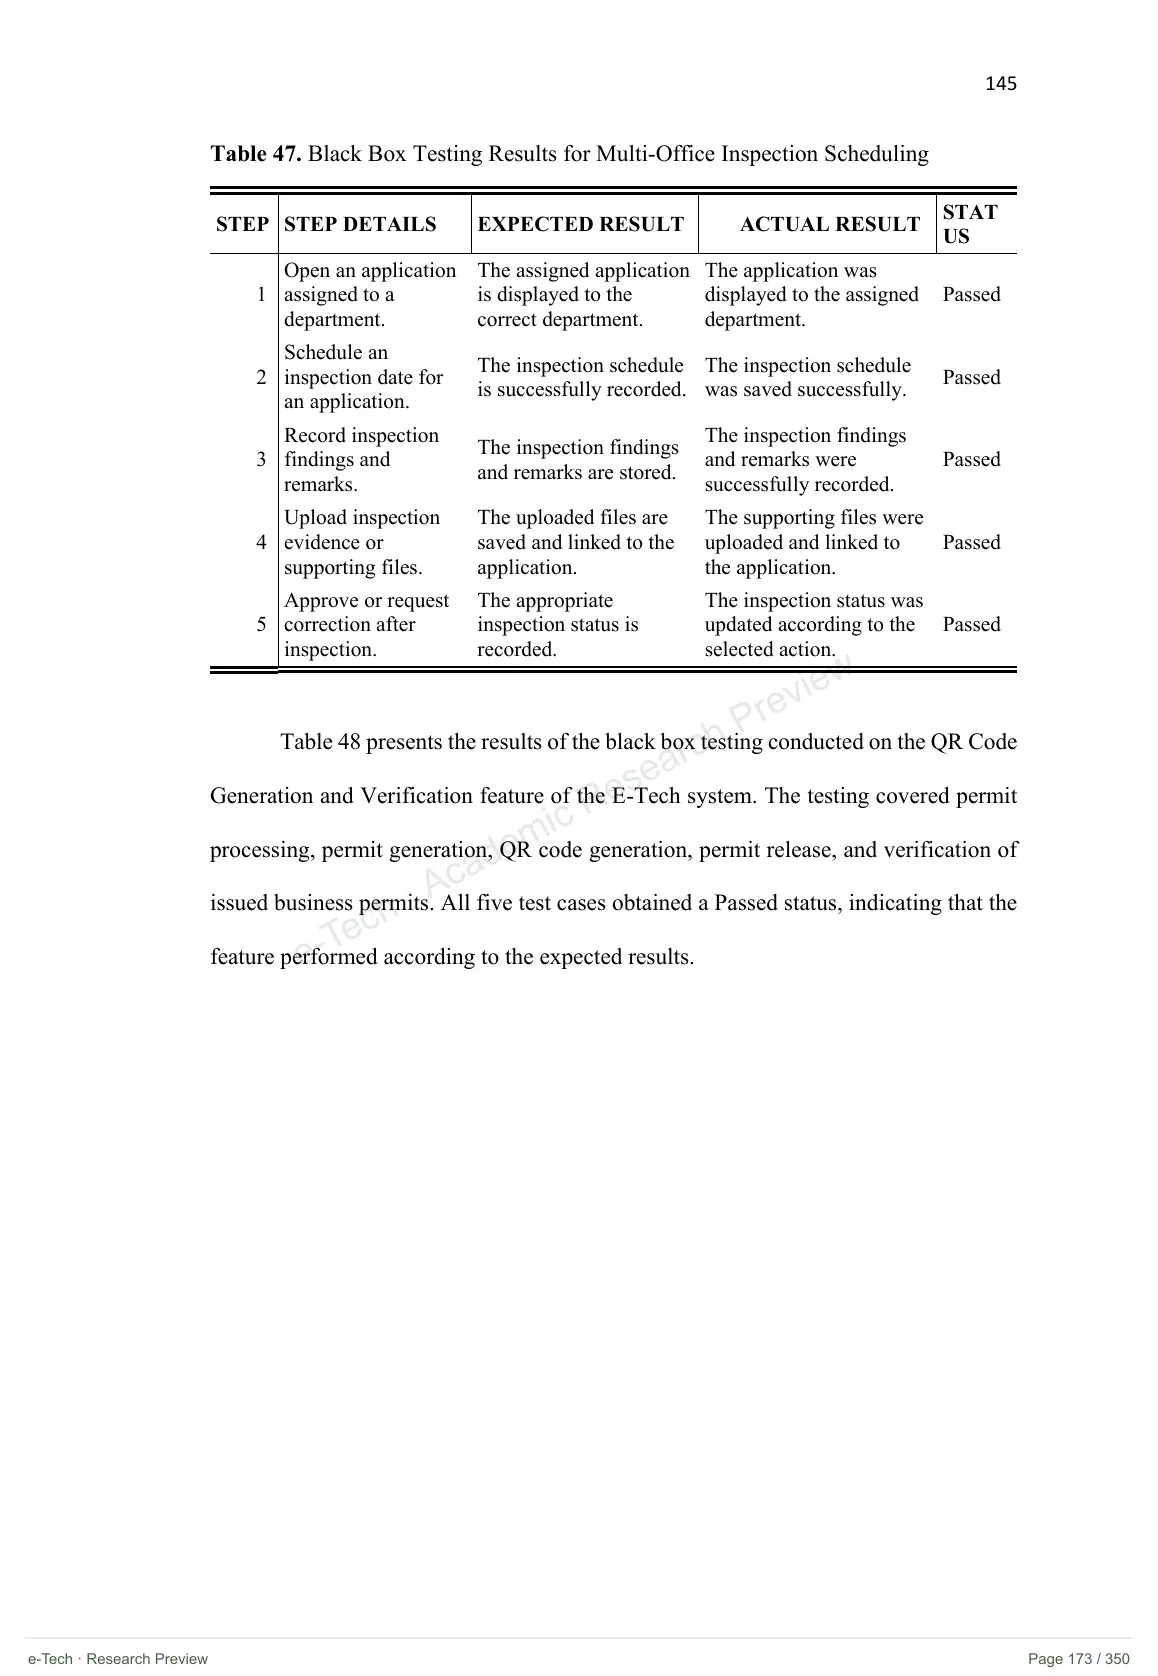 145
Table 47. Black Box Testing Results for Multi-Office Inspection Scheduling
STEP STEP DETAILS EXPECTED RESULT ACTUAL RESULT STAT
US
1 Open an application assigned to a department. The assigned application is displayed to the correct department. The application was displayed to the assigned department. Passed
2 Schedule an inspection date for an application. The inspection schedule is successfully recorded. The inspection schedule was saved successfully. Passed
3 Record inspection findings and remarks. The inspection findings and remarks are stored. The inspection findings and remarks were successfully recorded. Passed
4 Upload inspection evidence or supporting files. The uploaded files are saved and linked to the application. The supporting files were uploaded and linked to the application. Passed
5 Approve or request correction after inspection. The appropriate inspection status is recorded. The inspection status was updated according to the selected action. Passed
Table 48 presents the results of the black box testing conducted on the QR Code
Generation and Verification feature of the E-Tech system. The testing covered permit
processing, permit generation, QR code generation, permit release, and verification of
issued business permits. All five test cases obtained a Passed status, indicating that the
feature performed according to the expected results.
e-Tech · Academic Research Preview
e-Tech · Research Preview
Page 173 / 350